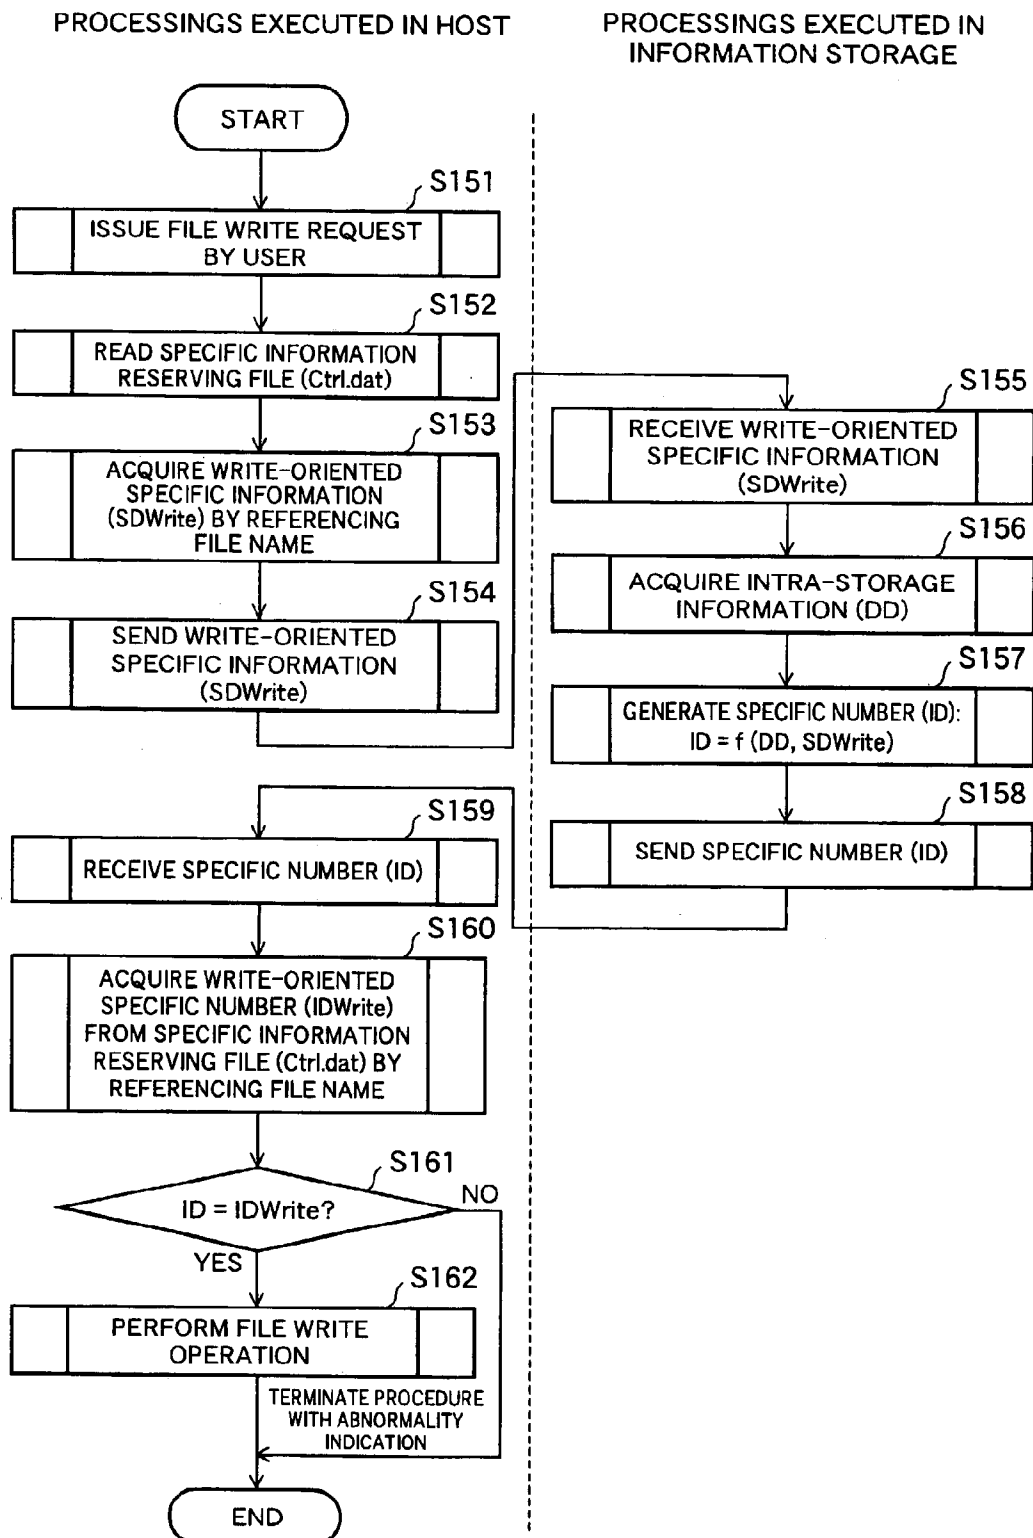 PROCESSINGS EXECUTED IN HOST
PROCESSINGS EXECUTED IN
INFORMATION STORAGE
START
S151
ISSUE FILE WRITE REQUEST
BY USER
S152
READ SPECIFIC INFORMATION
RESERVING FILE (Ctrl.dat)
S153
ACQUIRE WRITE-ORIENTED
SPECIFIC INFORMATION
(SDWrite) BY REFERENCING
FILE NAME
S154
SEND WRITE-ORIENTED
SPECIFIC INFORMATION
(SDWrite)
S155
RECEIVE WRITE-ORIENTED
SPECIFIC INFORMATION
(SDWrite)
S156
ACQUIRE INTRA-STORAGE
INFORMATION (DD)
S157
GENERATE SPECIFIC NUMBER (ID):
ID = f (DD, SDWrite)
S158
SEND SPECIFIC NUMBER (ID)
S159
RECEIVE SPECIFIC NUMBER (ID)
S160
ACQUIRE WRITE-ORIENTED
SPECIFIC NUMBER (IDWrite)
FROM SPECIFIC INFORMATION
RESERVING FILE (Ctrl.dat) BY
REFERENCING FILE NAME
S161
ID = IDWrite?
NO
YES
S162
PERFORM FILE WRITE
OPERATION
TERMINATE PROCEDURE
WITH ABNORMALITY
INDICATION
END